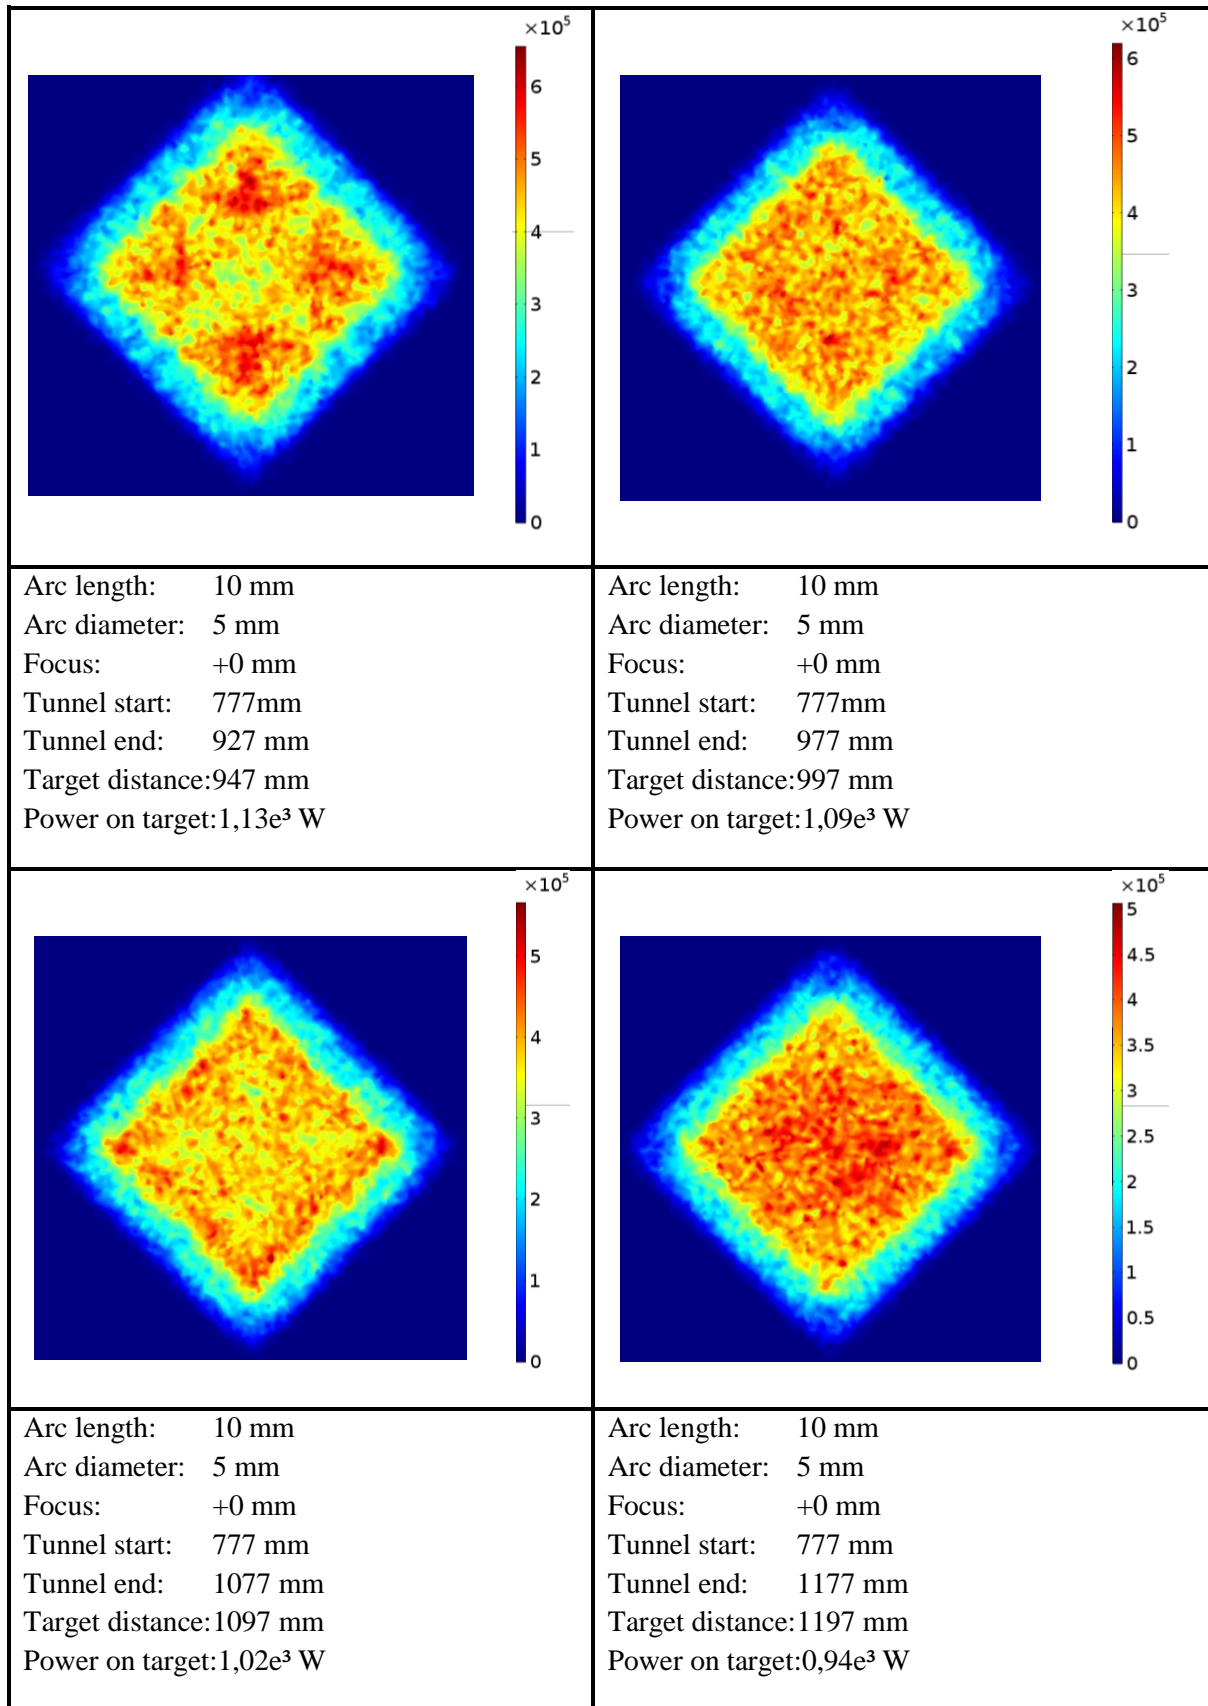 ×10⁵
6
5
4
3
2
1
0
×10⁵
6
5
4
3
2
1
0
Arc length: 10 mm
Arc diameter: 5 mm
Focus: +0 mm
Tunnel start: 777mm
Tunnel end: 927 mm
Target distance:947 mm
Power on target:1,13e³ W
Arc length: 10 mm
Arc diameter: 5 mm
Focus: +0 mm
Tunnel start: 777mm
Tunnel end: 977 mm
Target distance:997 mm
Power on target:1,09e³ W
×10⁵
5
4
3
2
1
0
×10⁵
5
4.5
4
3.5
3
2.5
2
1.5
1
0.5
0
Arc length: 10 mm
Arc diameter: 5 mm
Focus: +0 mm
Tunnel start: 777 mm
Tunnel end: 1077 mm
Target distance:1097 mm
Power on target:1,02e³ W
Arc length: 10 mm
Arc diameter: 5 mm
Focus: +0 mm
Tunnel start: 777 mm
Tunnel end: 1177 mm
Target distance:1197 mm
Power on target:0,94e³ W